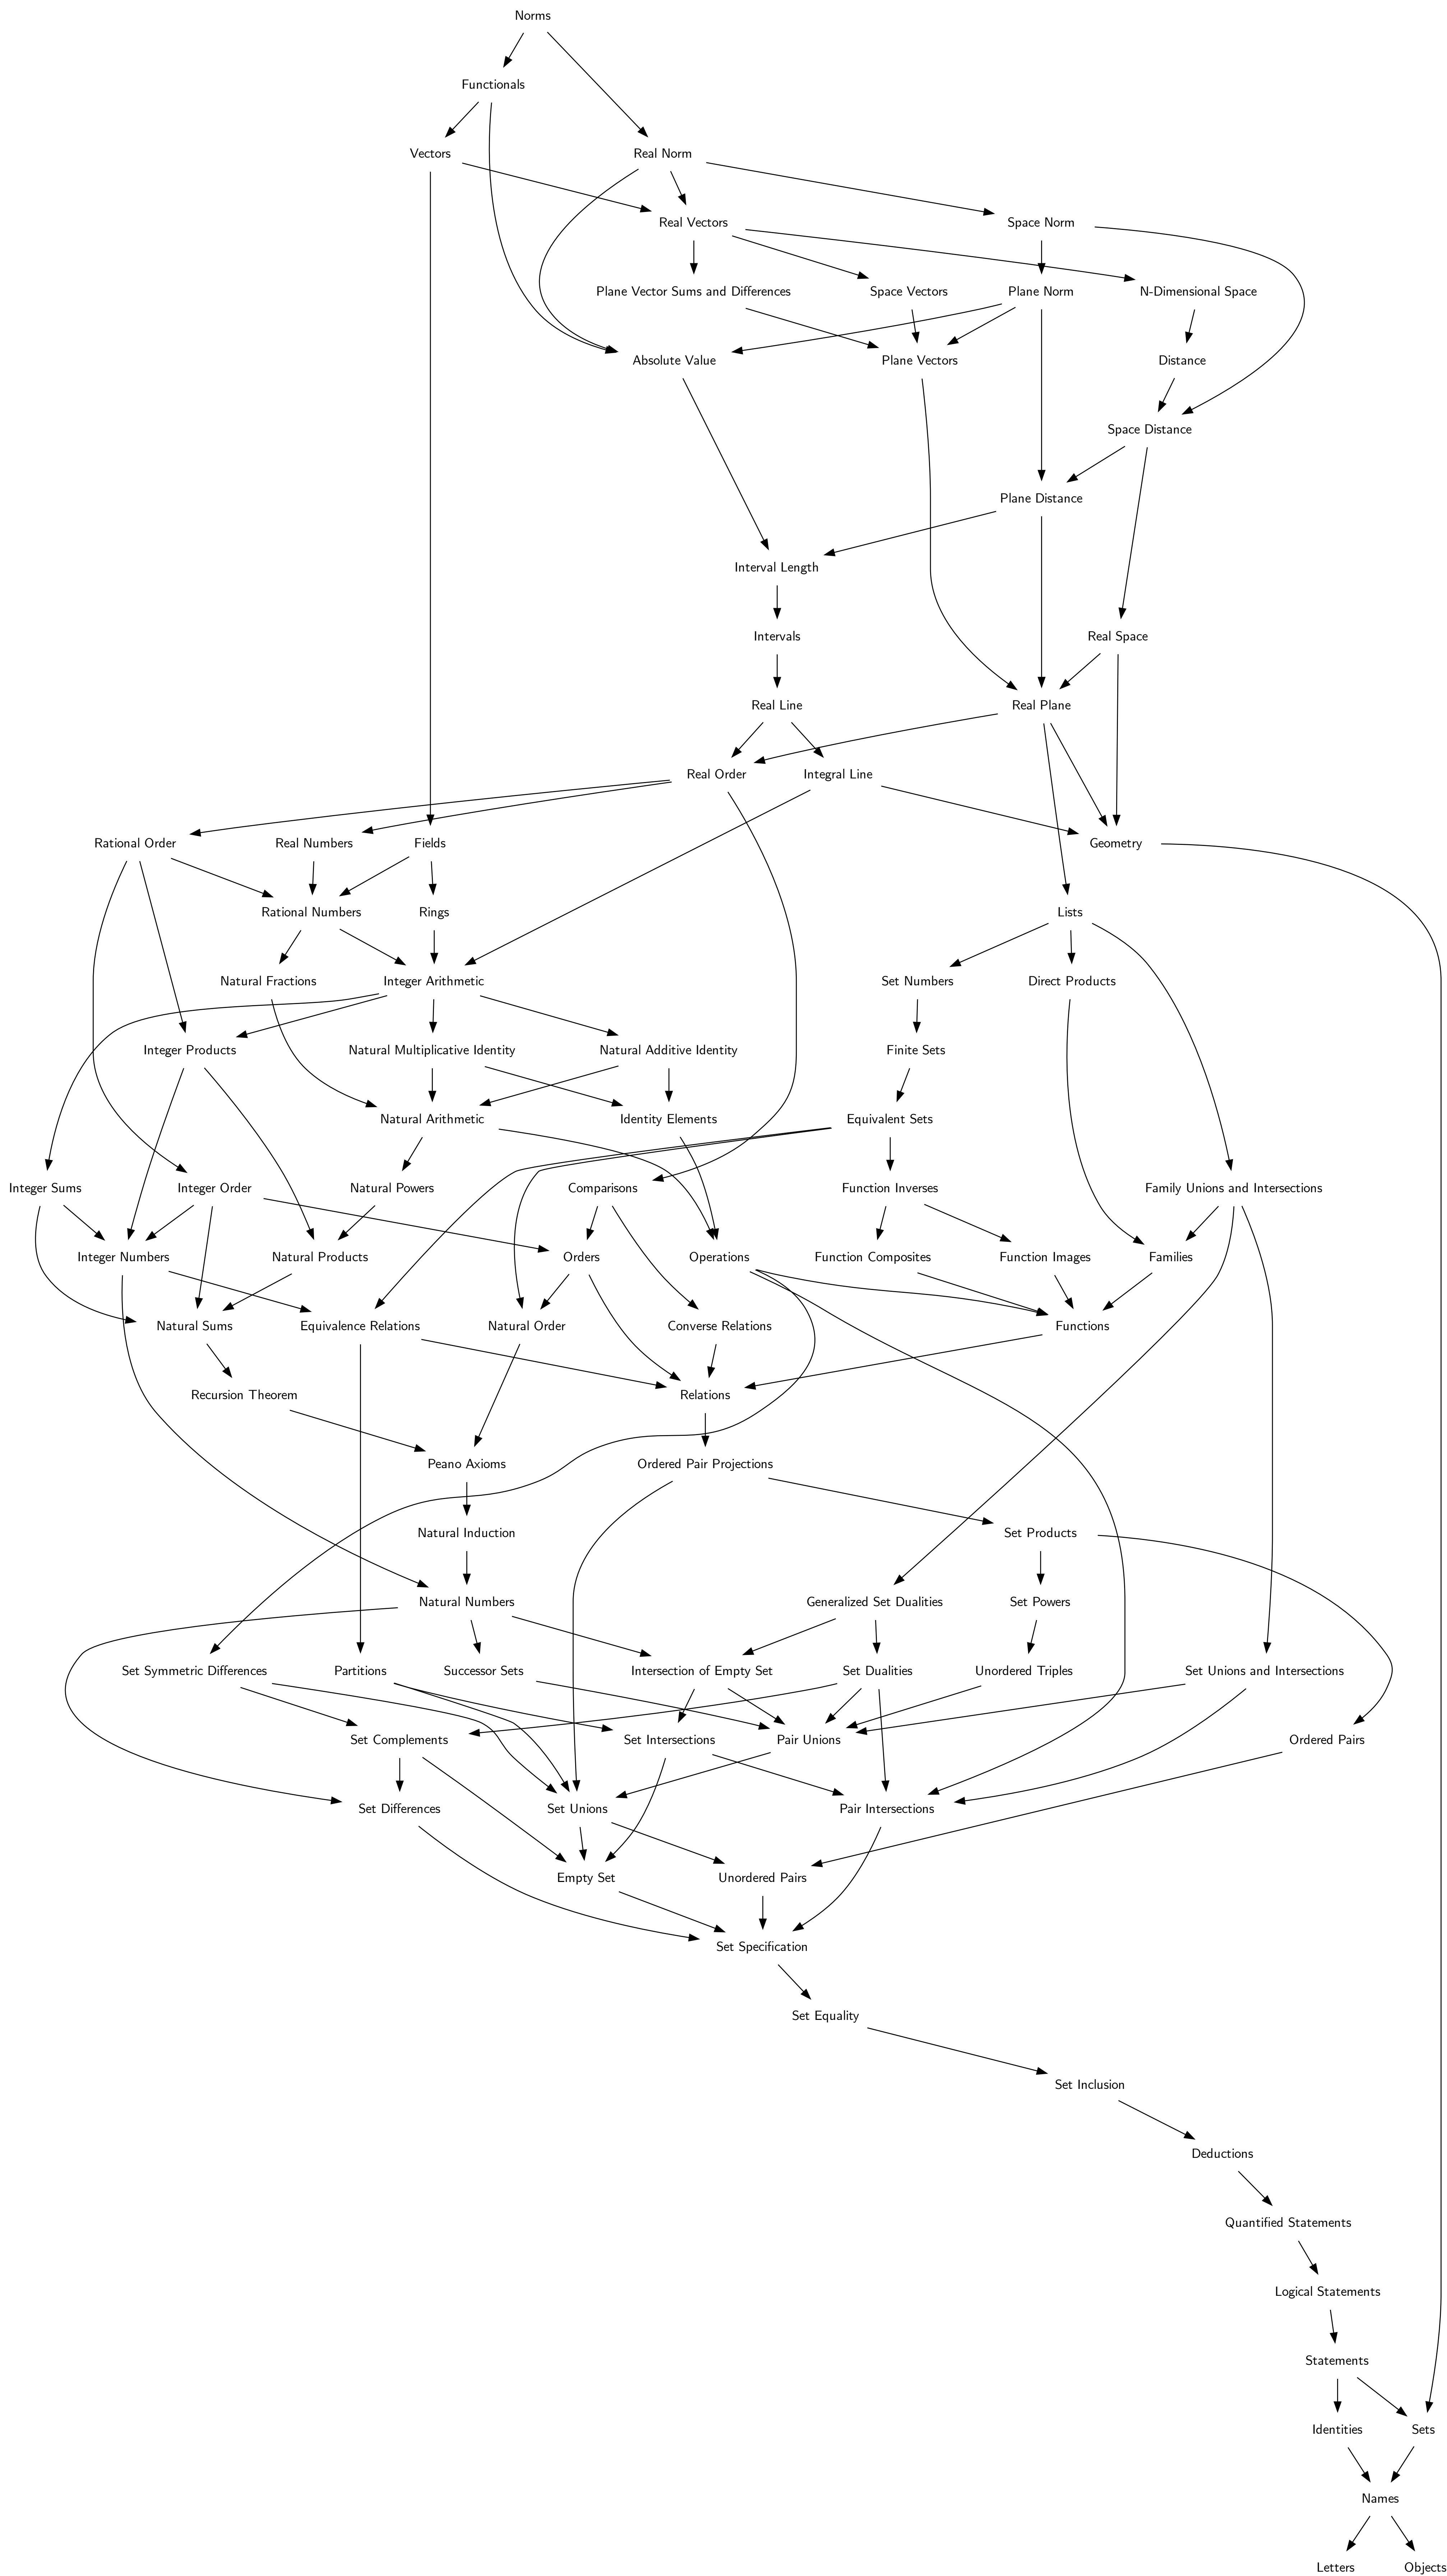 Norms
Functionals
Vectors
Real Norm
Real Vectors
Space Norm
Plane Vector Sums and Differences
Space Vectors
Plane Norm
N-Dimensional Space
Absolute Value
Plane Vectors
Distance
Space Distance
Plane Distance
Interval Length
Intervals
Real Space
Real Line
Real Plane
Real Order
Integral Line
Rational Order
Real Numbers
Fields
Geometry
Rational Numbers
Rings
Lists
Natural Fractions
Integer Arithmetic
Set Numbers
Direct Products
Integer Products
Natural Multiplicative Identity
Natural Additive Identity
Finite Sets
Natural Arithmetic
Identity Elements
Equivalent Sets
Integer Sums
Integer Order
Natural Powers
Comparisons
Function Inverses
Family Unions and Intersections
Integer Numbers
Natural Products
Orders
Operations
Function Composites
Function Images
Families
Natural Sums
Equivalence Relations
Natural Order
Converse Relations
Functions
Recursion Theorem
Relations
Peano Axioms
Ordered Pair Projections
Natural Induction
Set Products
Natural Numbers
Generalized Set Dualities
Set Powers
Set Symmetric Differences
Partitions
Successor Sets
Intersection of Empty Set
Set Dualities
Unordered Triples
Set Unions and Intersections
Set Complements
Set Intersections
Pair Unions
Ordered Pairs
Set Differences
Set Unions
Pair Intersections
Empty Set
Unordered Pairs
Set Specification
Set Equality
Set Inclusion
Deductions
Quantified Statements
Logical Statements
Statements
Identities
Sets
Names
Letters
Objects